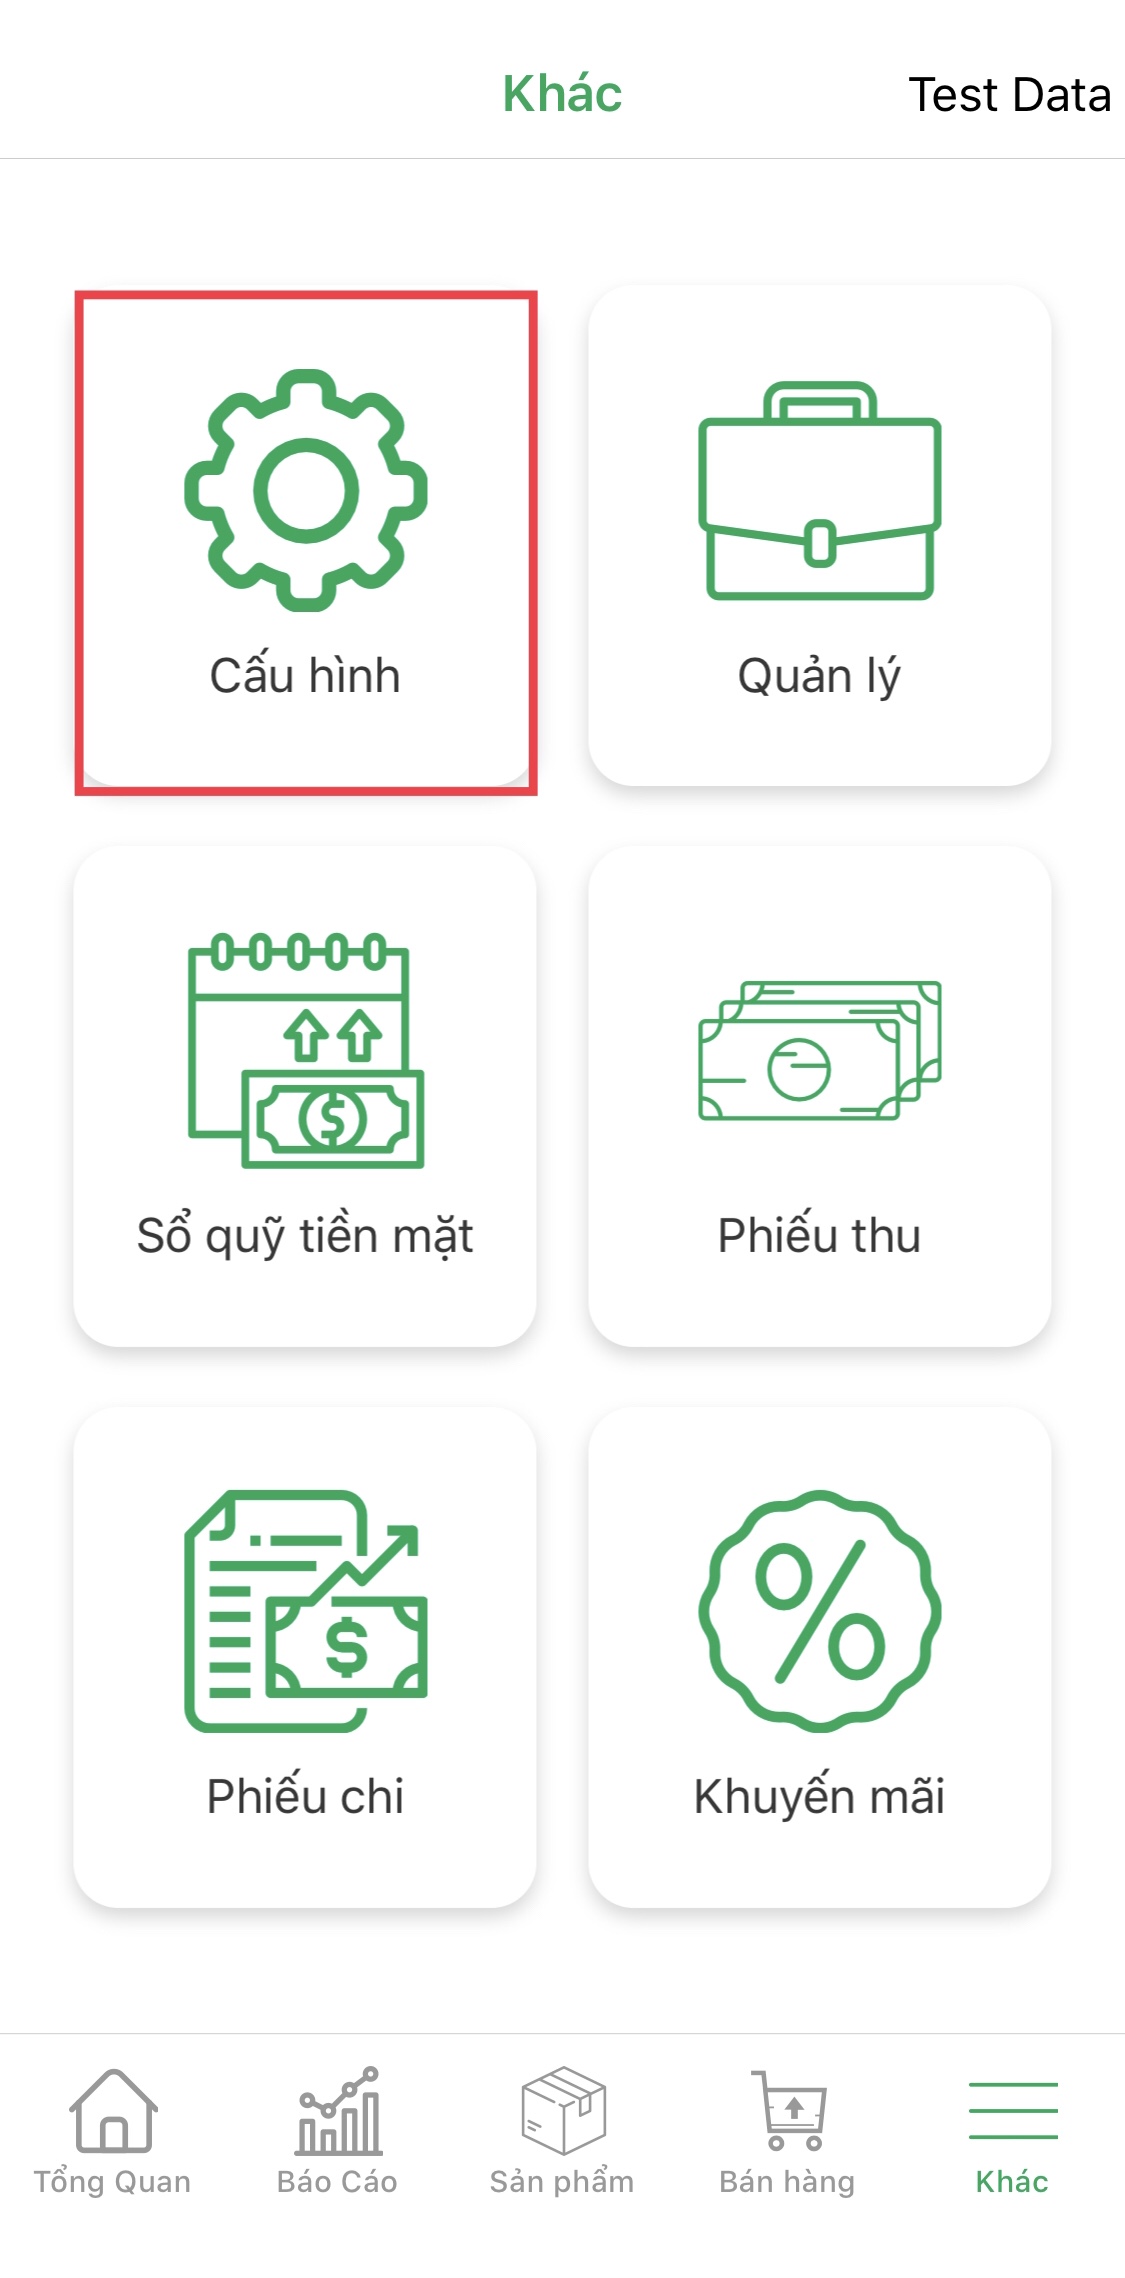 Khác
Test Data
Cấu hình
Quản lý
Sổ quỹ tiền mặt
Phiếu thu
Phiếu chi
Khuyến mãi
Tổng Quan
Báo Cáo
Sản phẩm
Bán hàng
Khác